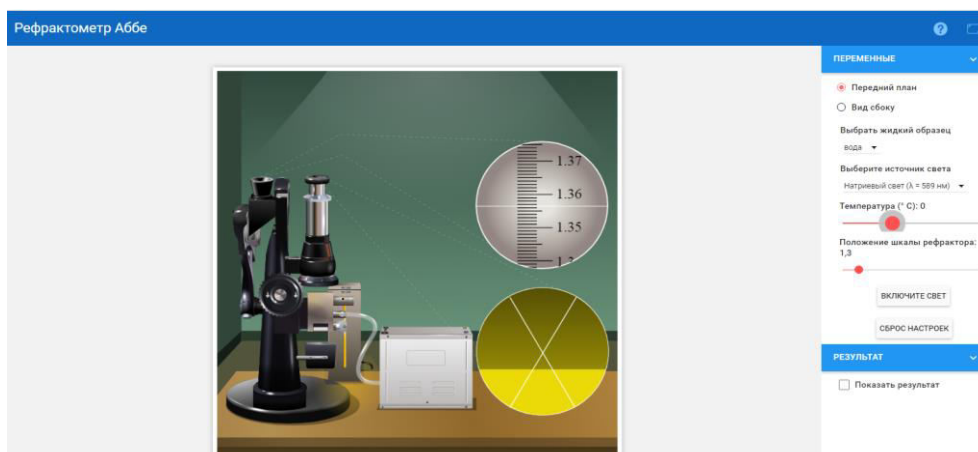 Рефрактометр Аббе
ПЕРЕМЕННЫЕ
Передний план
Вид сбоку
Выбрать жидкий образец
вода
Выберите источник света
Натриевый свет (λ = 589 нм)
Температура (° C): 0
Положение шкалы рефрактора:
1,3
ВКЛЮЧИТЕ СВЕТ
СБРОС НАСТРОЕК
РЕЗУЛЬТАТ
Показать результат
1.37
1.36
1.35